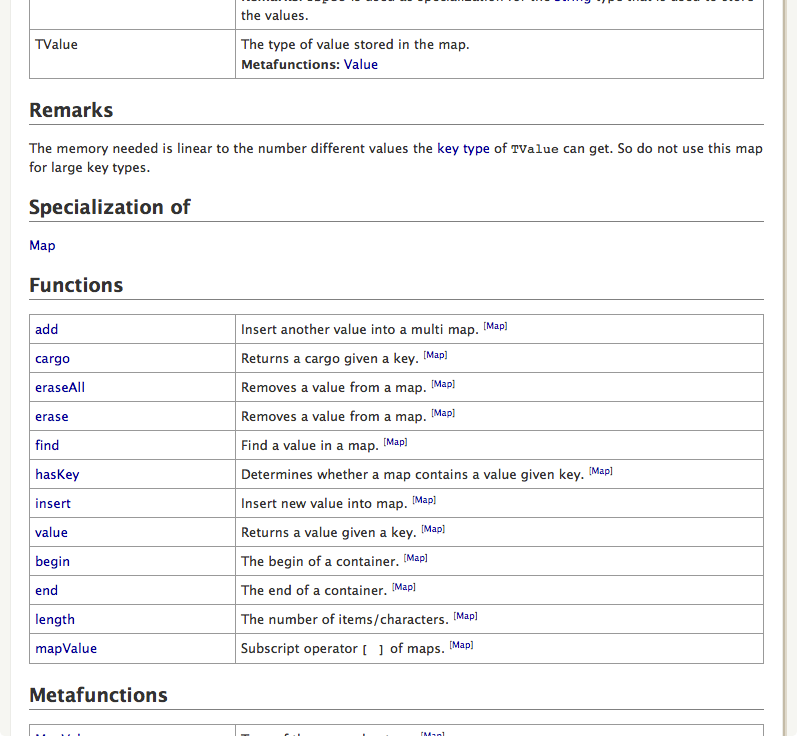 the values.
TValue The type of value stored in the map.
Metafunctions: Value
Remarks
The memory needed is linear to the number different values the key type of TValue can get. So do not use this map
for large key types.
Specialization of
Map
Functions
add Insert another value into a multi map. [Map]
cargo Returns a cargo given a key. [Map]
eraseAll Removes a value from a map. [Map]
erase Removes a value from a map. [Map]
find Find a value in a map. [Map]
hasKey Determines whether a map contains a value given key. [Map]
insert Insert new value into map. [Map]
value Returns a value given a key. [Map]
begin The begin of a container. [Map]
end The end of a container. [Map]
length The number of items/characters. [Map]
mapValue Subscript operator [ ] of maps. [Map]
Metafunctions